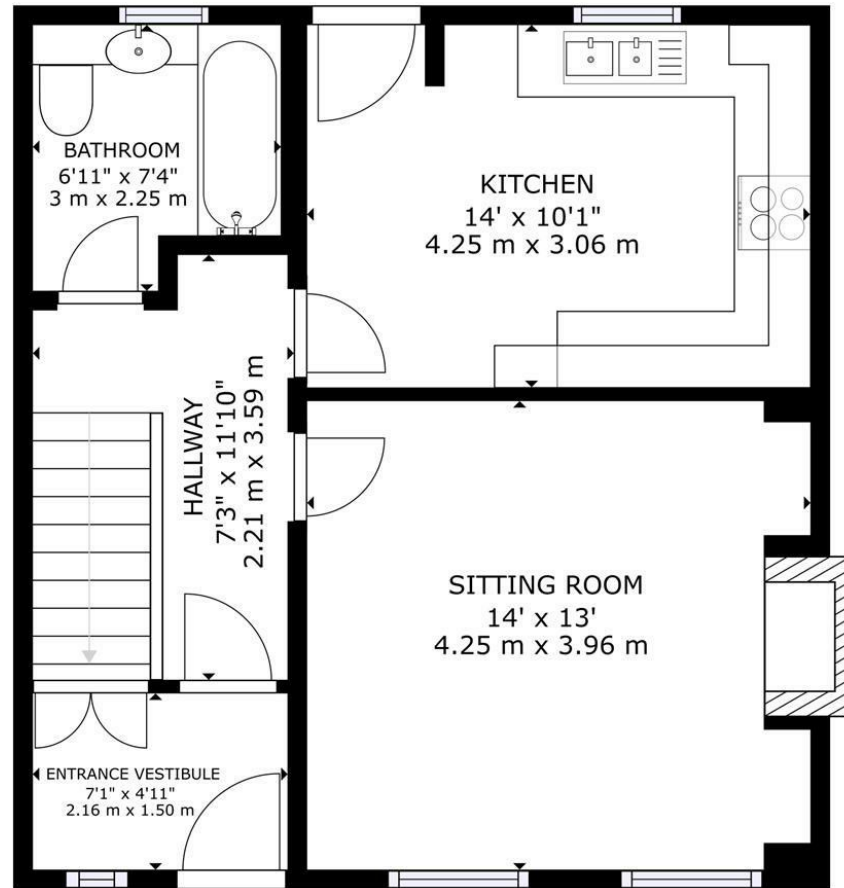 BATHROOM
6'11" x 7'4"
3 m x 2.25 m
KITCHEN
14' x 10'1"
4.25 m x 3.06 m
HALLWAY
7'3" x 11'10"
2.21 m x 3.59 m
SITTING ROOM
14' x 13'
4.25 m x 3.96 m
ENTRANCE VESTIBULE
7'1" x 4'11"
2.16 m x 1.50 m